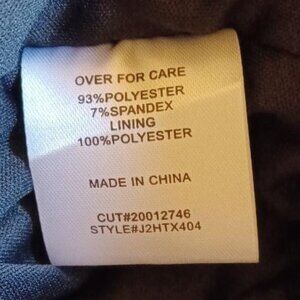 OVER FOR CARE
93%POLYESTER
7%SPANDEX
LINING
100%POLYESTER
MADE IN CHINA
CUT#20012746
STYLE#J2HTX404